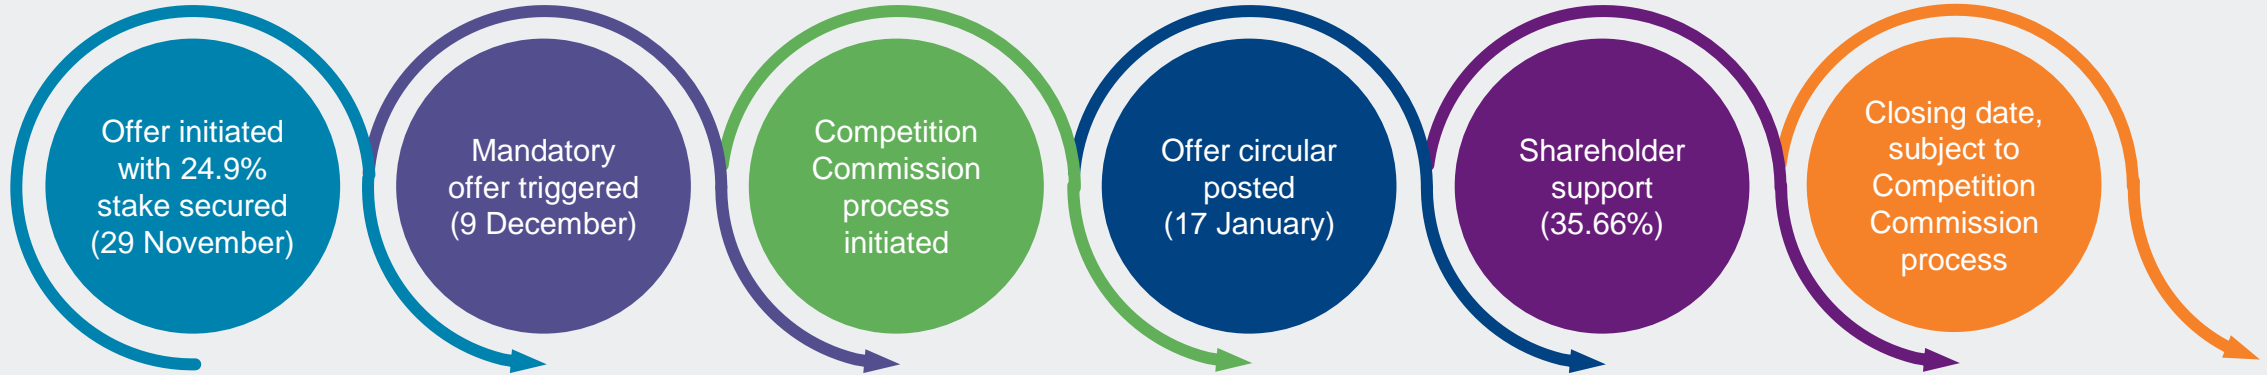 Offer initiated
with 24.9%
stake secured
(29 November)
Mandatory
offer triggered
(9 December)
Competition
Commission
process
initiated
Offer circular
posted
(17 January)
Shareholder
support
(35.66%)
Closing date,
subject to
Competition
Commission
process